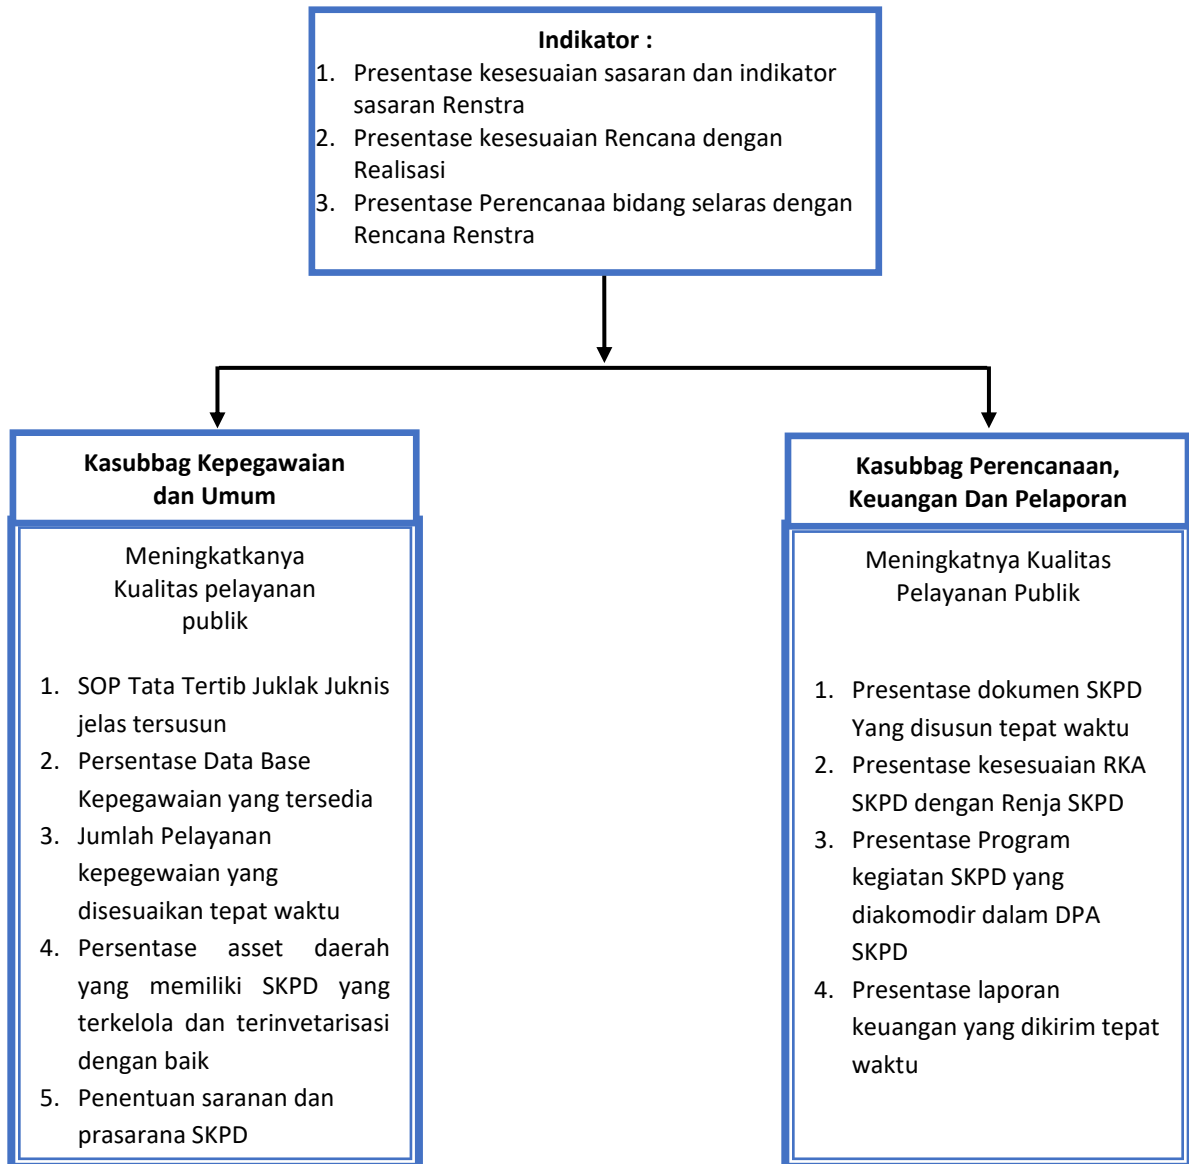 Indikator :
1. Presentase kesesuaian sasaran dan indikator
sasaran Renstra
2. Presentase kesesuaian Rencana dengan
Realisasi
3. Presentase Perencanaa bidang selaras dengan
Rencana Renstra
Kasubbag Kepegawaian
dan Umum
Meningkatkanya
Kualitas pelayanan
publik
1. SOP Tata Tertib Juklak Juknis
jelas tersusun
2. Persentase Data Base
Kepegawaian yang tersedia
3. Jumlah Pelayanan
kepegewaian yang
disesuaikan tepat waktu
4. Persentase asset daerah
yang memiliki SKPD yang
terkelola dan terinvetarisasi
dengan baik
5. Penentuan saranan dan
prasarana SKPD
Kasubbag Perencanaan,
Keuangan Dan Pelaporan
Meningkatnya Kualitas
Pelayanan Publik
1. Presentase dokumen SKPD
Yang disusun tepat waktu
2. Presentase kesesuaian RKA
SKPD dengan Renja SKPD
3. Presentase Program
kegiatan SKPD yang
diakomodir dalam DPA
SKPD
4. Presentase laporan
keuangan yang dikirim tepat
waktu